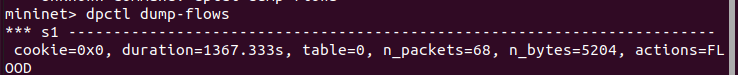 mininet> dpctl dump-flows
*** s1 ------------------------------------------------------------------------
 cookie=0x0, duration=1367.333s, table=0, n_packets=68, n_bytes=5204, actions=FL
OOD